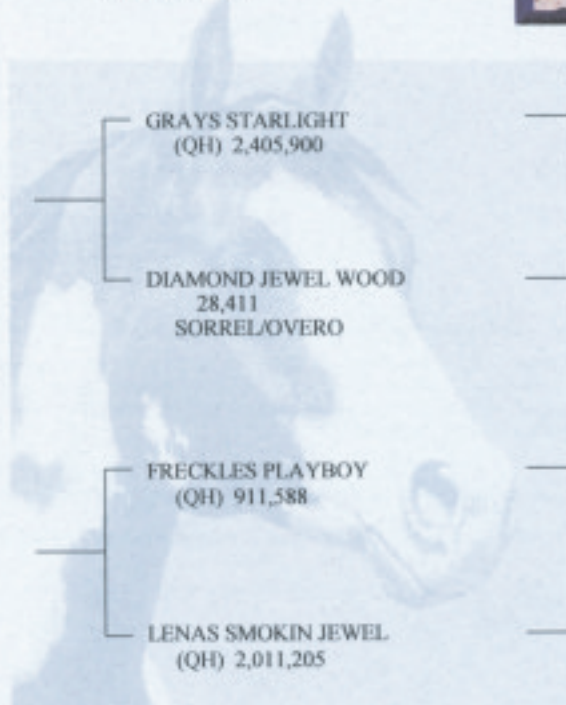 GRAYS STARLIGHT
(QH) 2,405,900
DIAMOND JEWEL WOOD
28,411
SORREL/OVERO
FRECKLES PLAYBOY
(QH) 911,588
LENAS SMOKIN JEWEL
(QH) 2,011,205